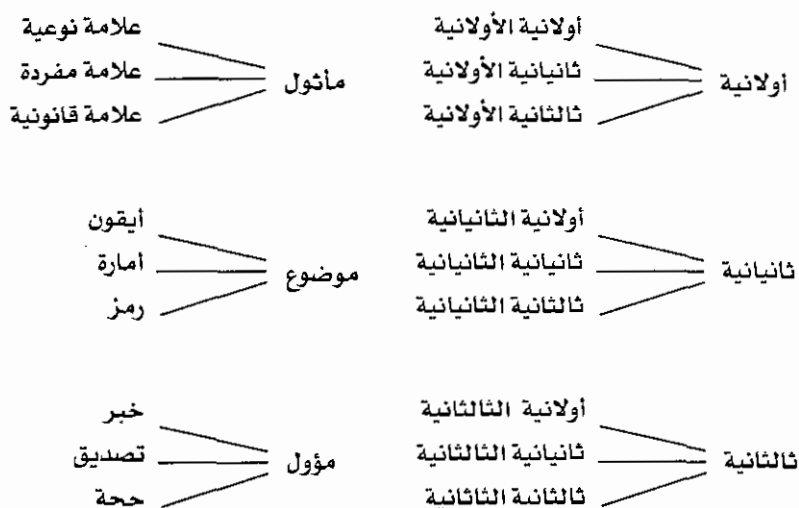 أولانية الأولانية علامة نوعية
أولانية ثانيانية الأولانية مأثول علامة مفردة
ثالثانية الأولانية علامة قانونية
أولانية الثانيانية أيقون
ثانيانية ثانيانية الثانيانية موضوع أمارة
ثالثانية الثانيانية رمز
أولانية الثالثانية خبر
ثالثانية ثانيانية الثالثانية مؤول تصديق
ثالثانية الثاثانية حجة